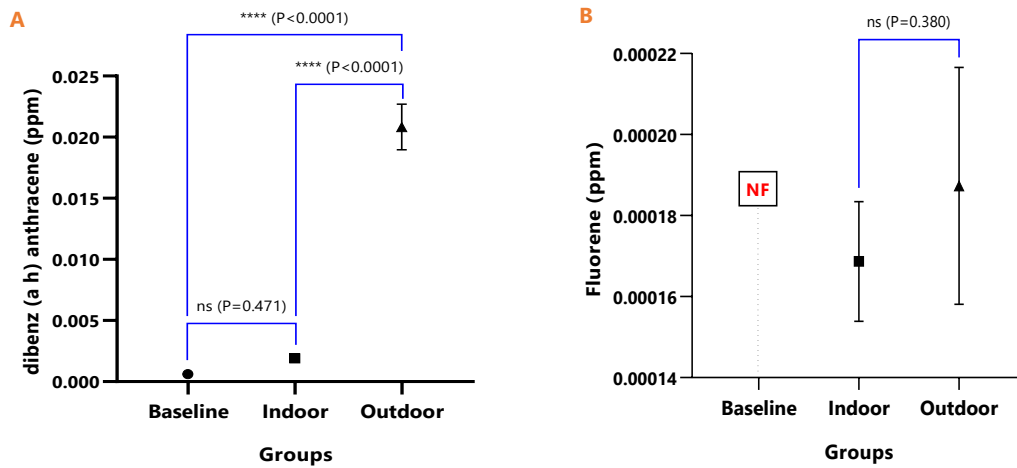 A
**** (P<0.0001)
**** (P<0.0001)
ns (P=0.471)
dibenz (a h) anthracene (ppm)
0.025
0.020
0.015
0.010
0.005
0.000
Baseline Indoor Outdoor
Groups
B
ns (P=0.380)
Fluorene (ppm)
0.00022
0.00020
0.00018
0.00016
0.00014
NF
Baseline Indoor Outdoor
Groups